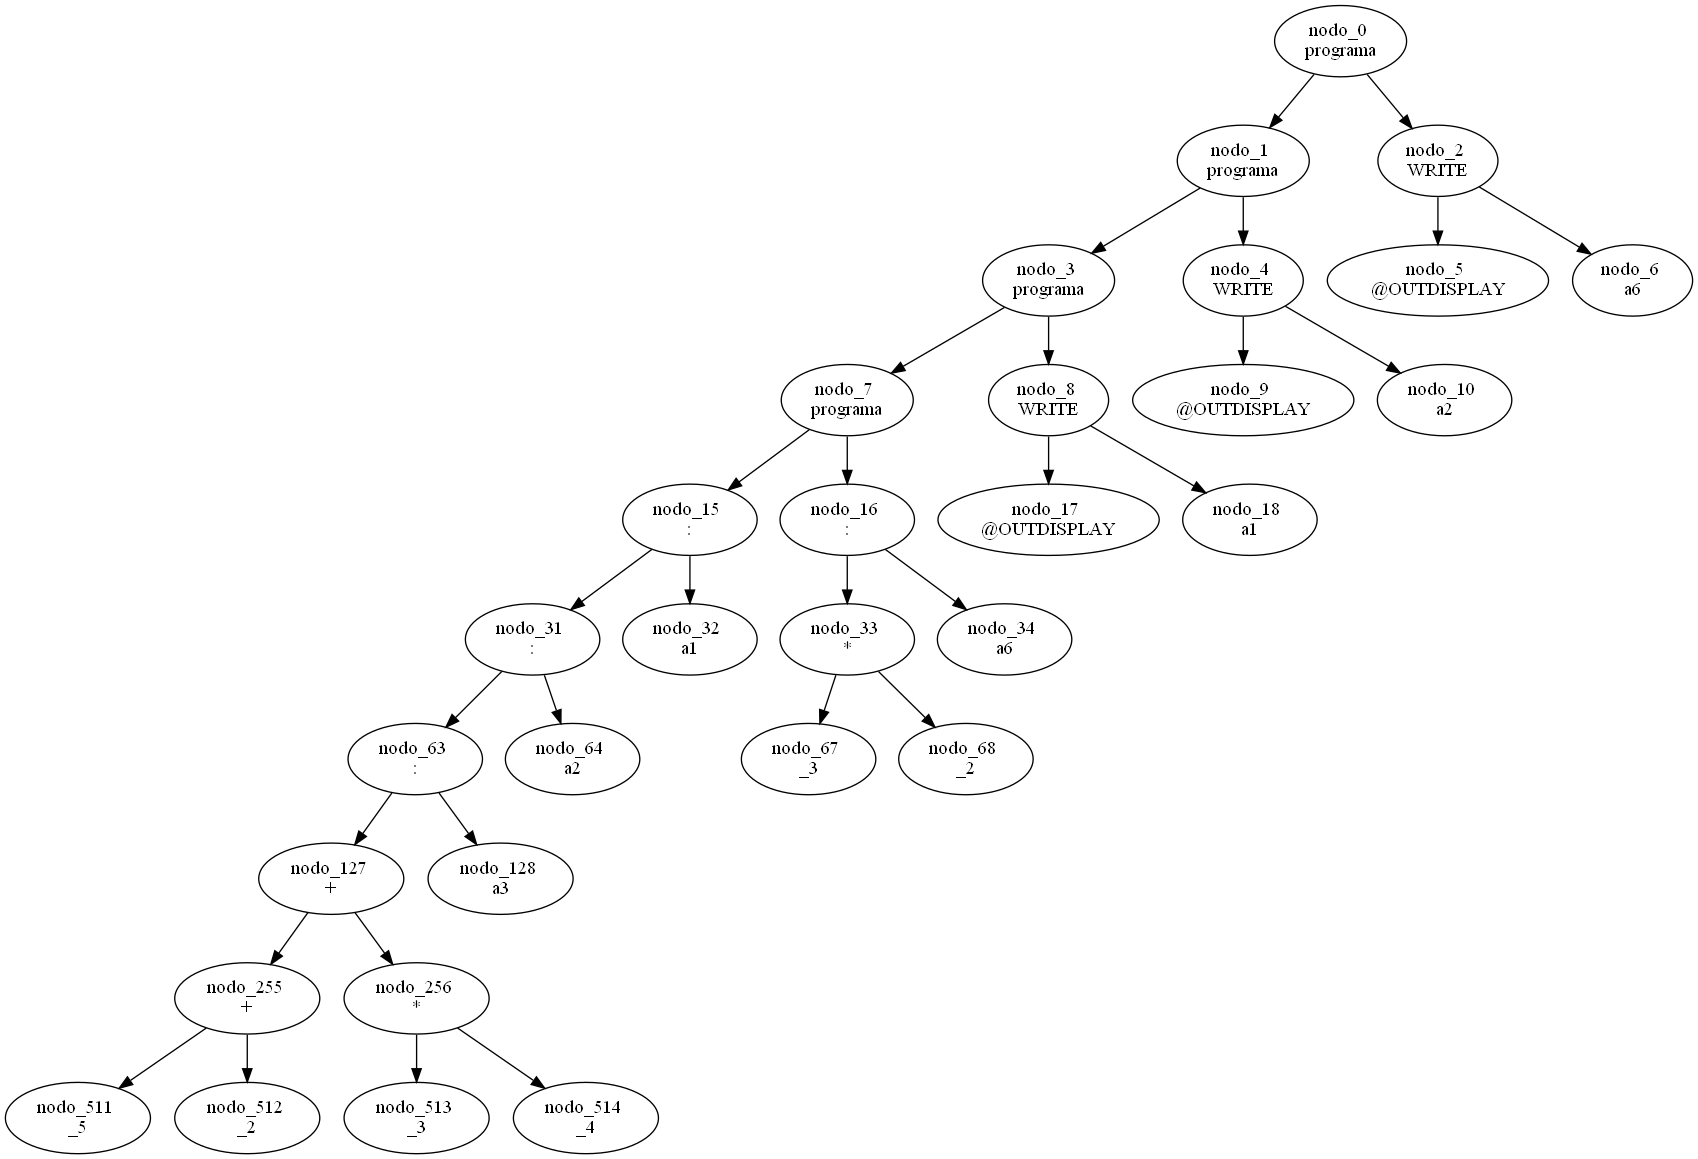 nodo_0
programa
nodo_1
programa
nodo_2
WRITE
nodo_3
programa
nodo_4
WRITE
nodo_5
@OUTDISPLAY
nodo_6
a6
nodo_7
programa
nodo_8
WRITE
nodo_9
@OUTDISPLAY
nodo_10
a2
nodo_15
:
nodo_16
:
nodo_17
@OUTDISPLAY
nodo_18
a1
nodo_31
:
nodo_32
a1
nodo_33
*
nodo_34
a6
nodo_63
:
nodo_64
a2
nodo_67
_3
nodo_68
_2
nodo_127
+
nodo_128
a3
nodo_255
+
nodo_256
*
nodo_511
_5
nodo_512
_2
nodo_513
_3
nodo_514
_4